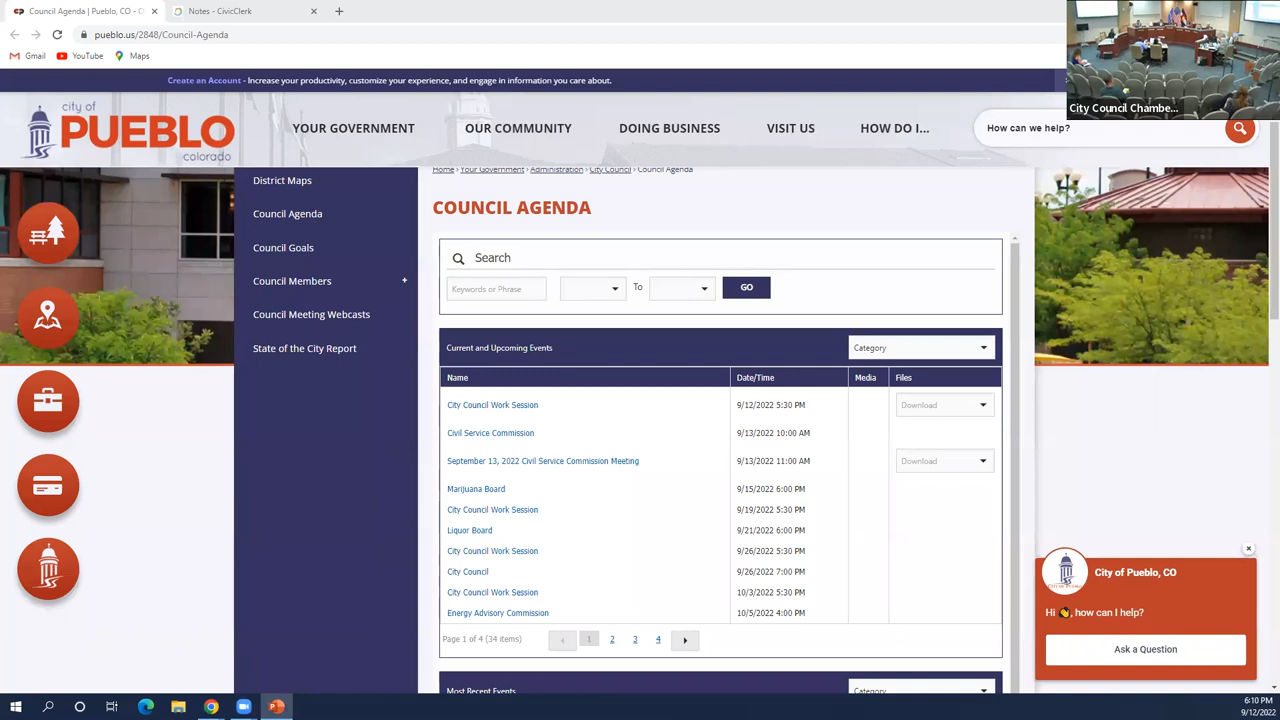 Council Agenda | Pueblo, CO - C
Notes - CivicClerk
pueblo.us/2848/Council-Agenda
Gmail
YouTube
Maps
Create an Account - Increase your productivity, customize your experience, and engage in information you care about.
City Council Chambe...
city of
PUEBLO
colorado
YOUR GOVERNMENT
OUR COMMUNITY
DOING BUSINESS
VISIT US
HOW DO I...
How can we help?
District Maps
Council Agenda
Council Goals
Council Members +
Council Meeting Webcasts
State of the City Report
Home › Your Government › Administration › City Council › Council Agenda
COUNCIL AGENDA
Search
Keywords or Phrase
To
GO
Current and Upcoming Events
Category
Name Date/Time Media Files
City Council Work Session 9/12/2022 5:30 PM Download
Civil Service Commission 9/13/2022 10:00 AM
September 13, 2022 Civil Service Commission Meeting 9/13/2022 11:00 AM Download
Marijuana Board 9/15/2022 6:00 PM
City Council Work Session 9/19/2022 5:30 PM
Liquor Board 9/21/2022 6:00 PM
City Council Work Session 9/26/2022 5:30 PM
City Council 9/26/2022 7:00 PM
City Council Work Session 10/3/2022 5:30 PM
Energy Advisory Commission 10/5/2022 4:00 PM
Page 1 of 4 (34 items) 1 2 3 4
Most Recent Events
Category
City of Pueblo, CO
Hi 👋, how can I help?
Ask a Question
6:10 PM
9/12/2022